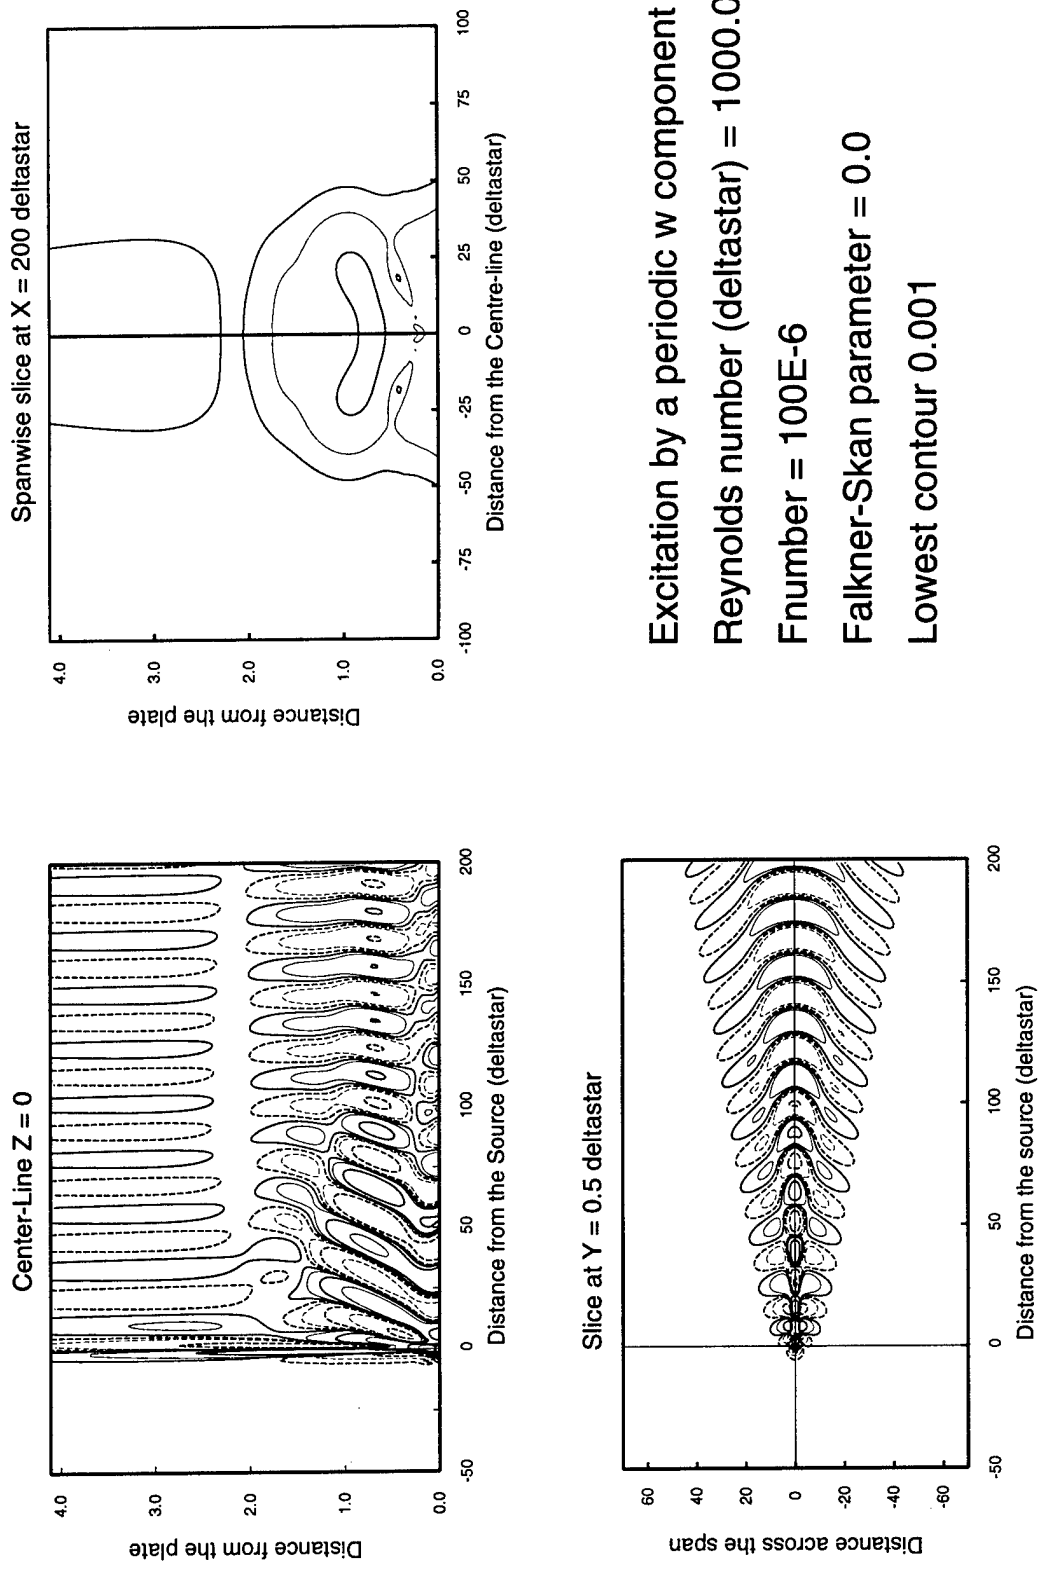 Center-Line Z = 0
Distance from the plate
4.0
3.0
2.0
1.0
0.0
-50
0
50
100
150
200
Distance from the Source (deltastar)
Spanwise slice at X = 200 deltastar
Distance from the plate
4.0
3.0
2.0
1.0
0.0
-100
-75
-50
-25
0
25
50
75
100
Distance from the Centre-line (deltastar)
Slice at Y = 0.5 deltastar
Distance across the span
60
40
20
0
-20
-40
-60
-50
0
50
100
150
200
Distance from the source (deltastar)
Excitation by a periodic w component
Reynolds number (deltastar) = 1000.0
Fnumber = 100E-6
Falkner-Skan parameter = 0.0
Lowest contour 0.001